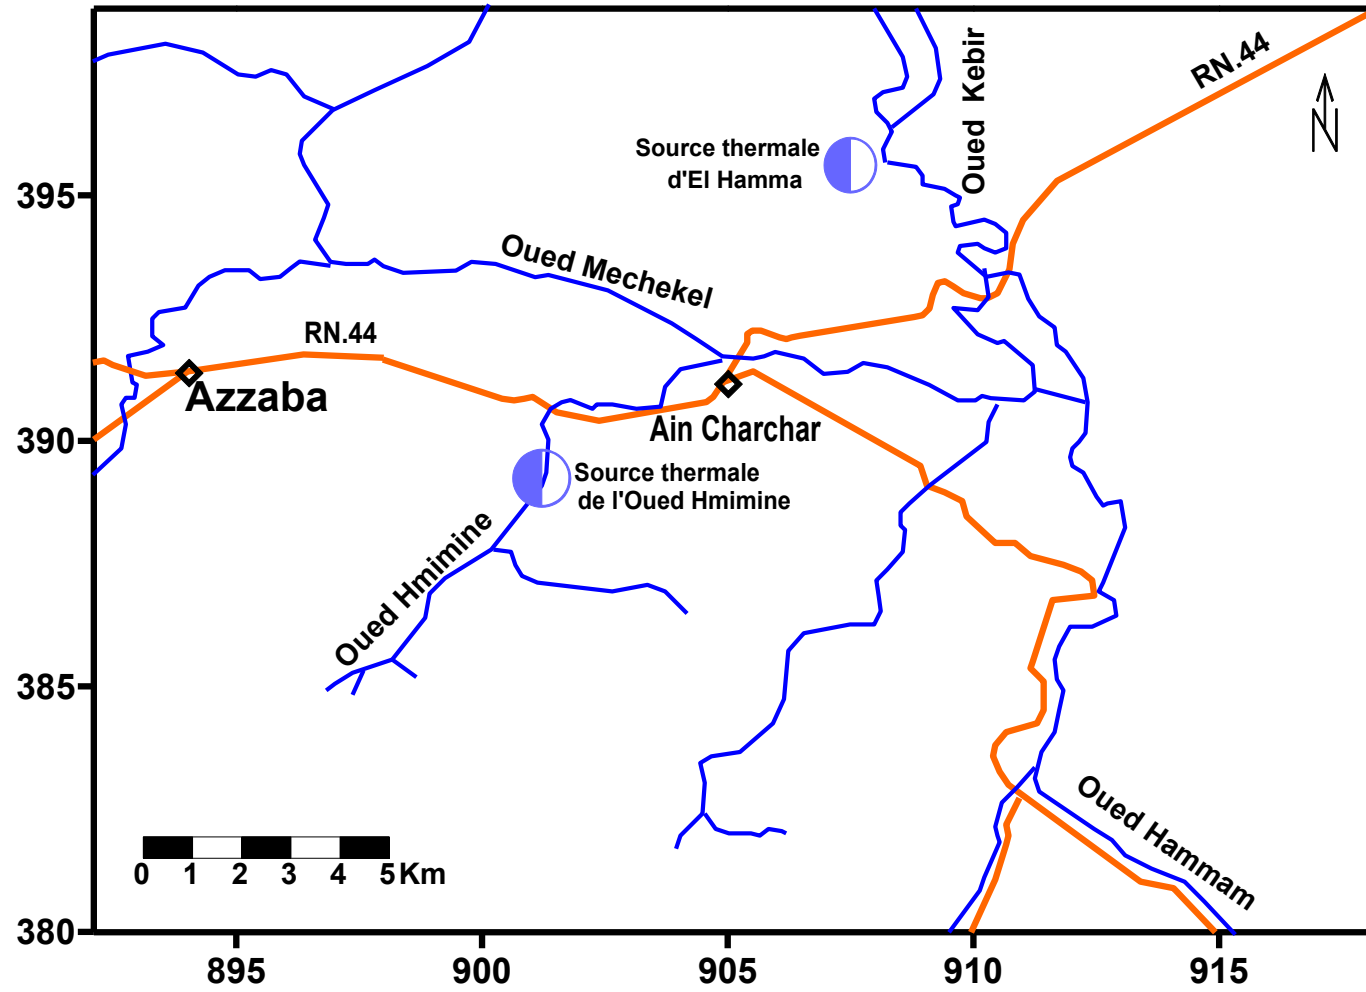 RN.44
Oued Kebir
N
Source thermale
d'El Hamma
395
Oued Mechekel
RN.44
Azzaba
Ain Charchar
390
Source thermale
de l'Oued Hmimine
Oued Hmimine
385
Oued Hammam
0 1 2 3 4 5 Km
380
895 900 905 910 915